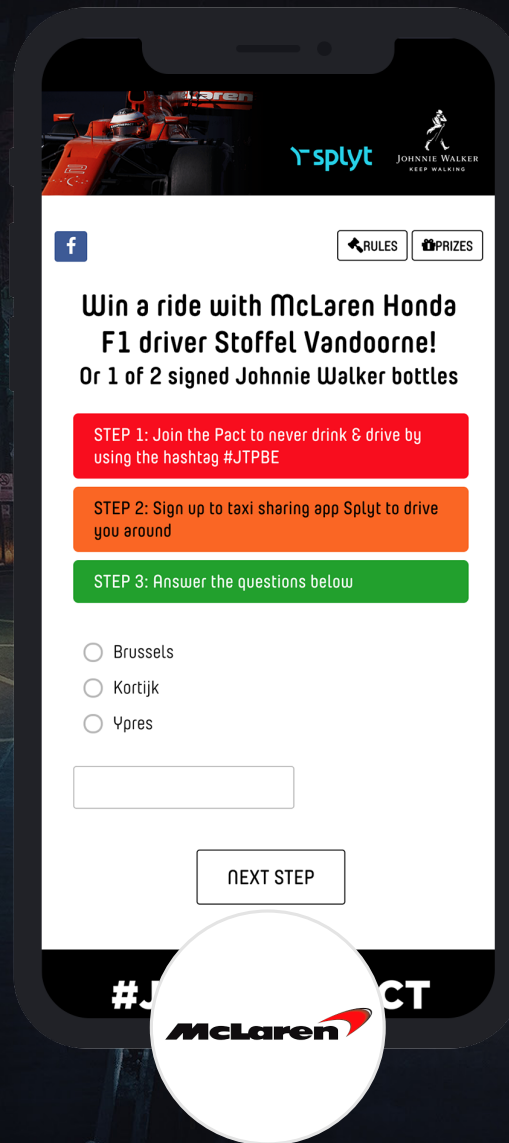 splyt
JOHNNIE WALKER
KEEP WALKING
f
RULES
PRIZES
Win a ride with McLaren Honda
F1 driver Stoffel Vandoorne!
Or 1 of 2 signed Johnnie Walker bottles
STEP 1: Join the Pact to never drink & drive by
using the hashtag #JTPBE
STEP 2: Sign up to taxi sharing app Splyt to drive
you around
STEP 3: Answer the questions below
Brussels
Kortijk
Ypres
NEXT STEP
McLaren